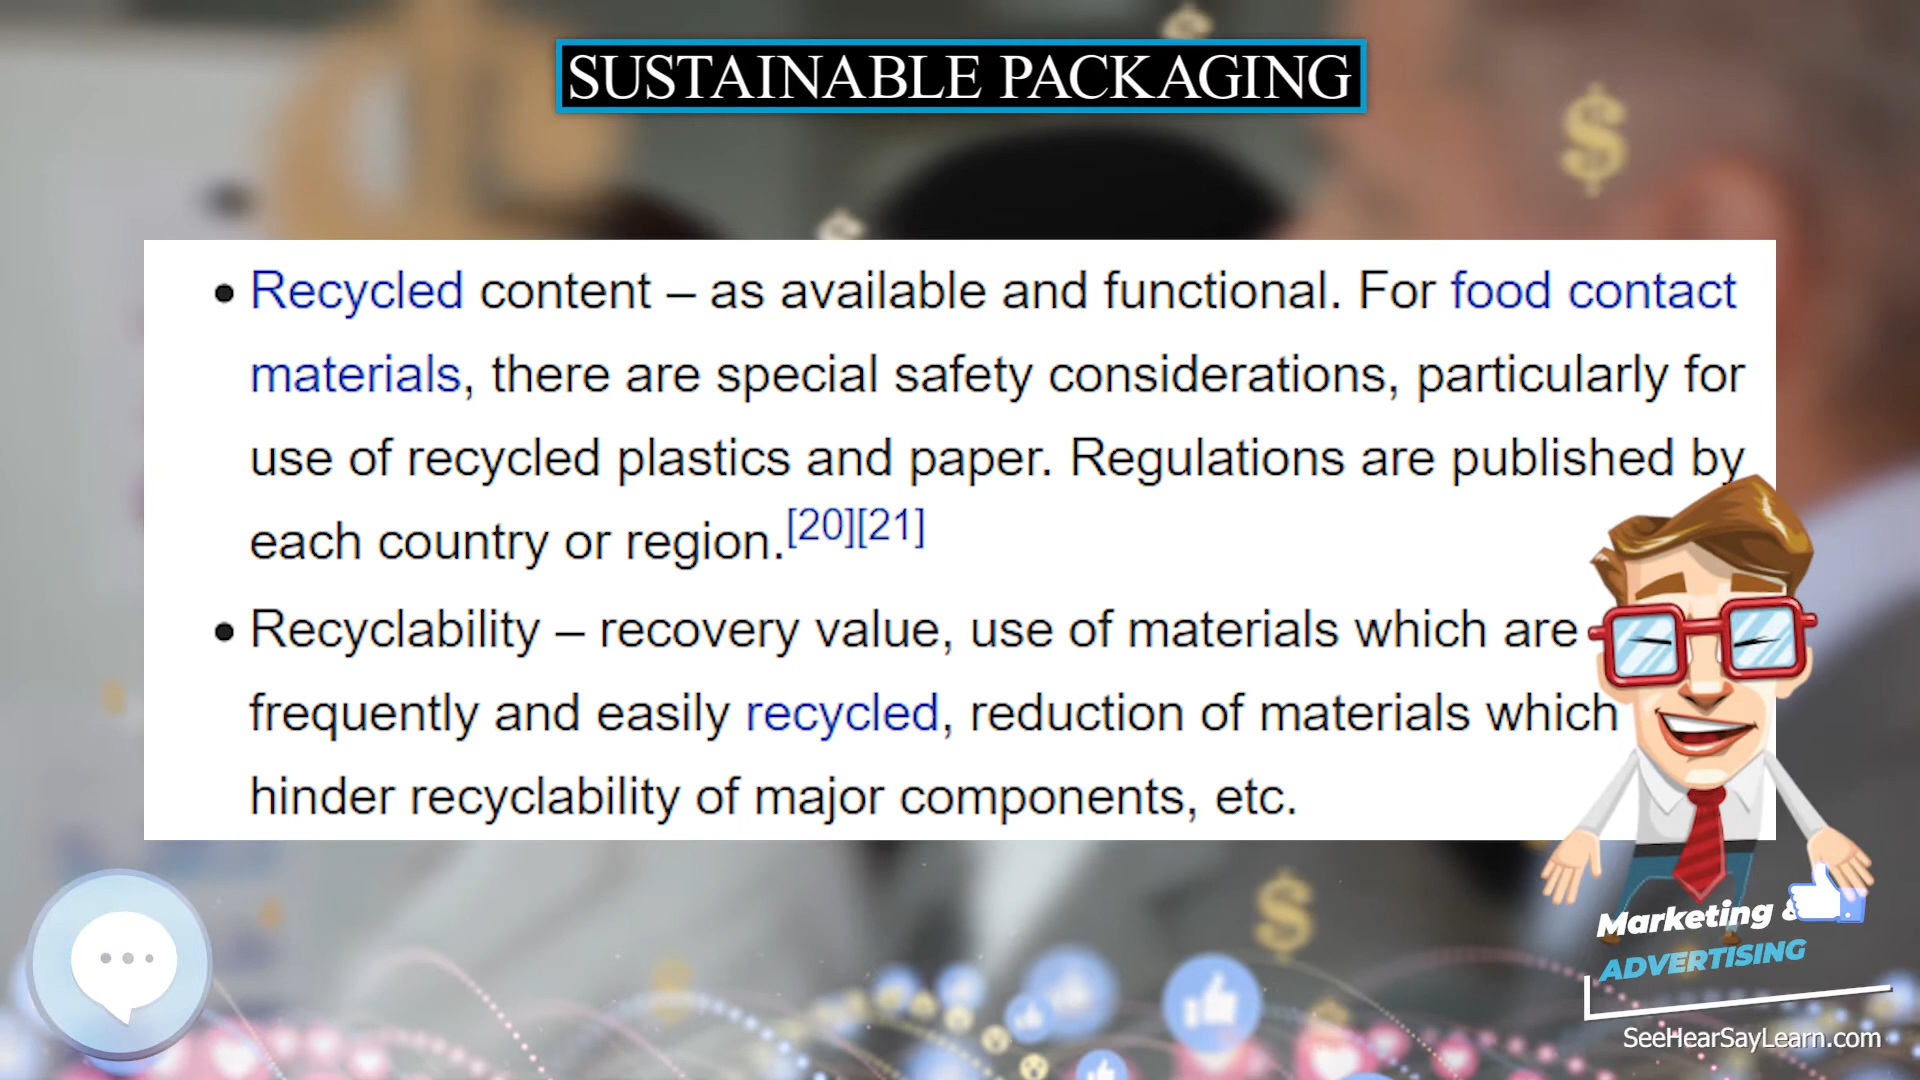 SUSTAINABLE PACKAGING
• Recycled content – as available and functional. For food contact
materials, there are special safety considerations, particularly for
use of recycled plastics and paper. Regulations are published by
each country or region.[20][21]
• Recyclability – recovery value, use of materials which are
frequently and easily recycled, reduction of materials which
hinder recyclability of major components, etc.
Marketing &
ADVERTISING
SeeHearSayLearn.com